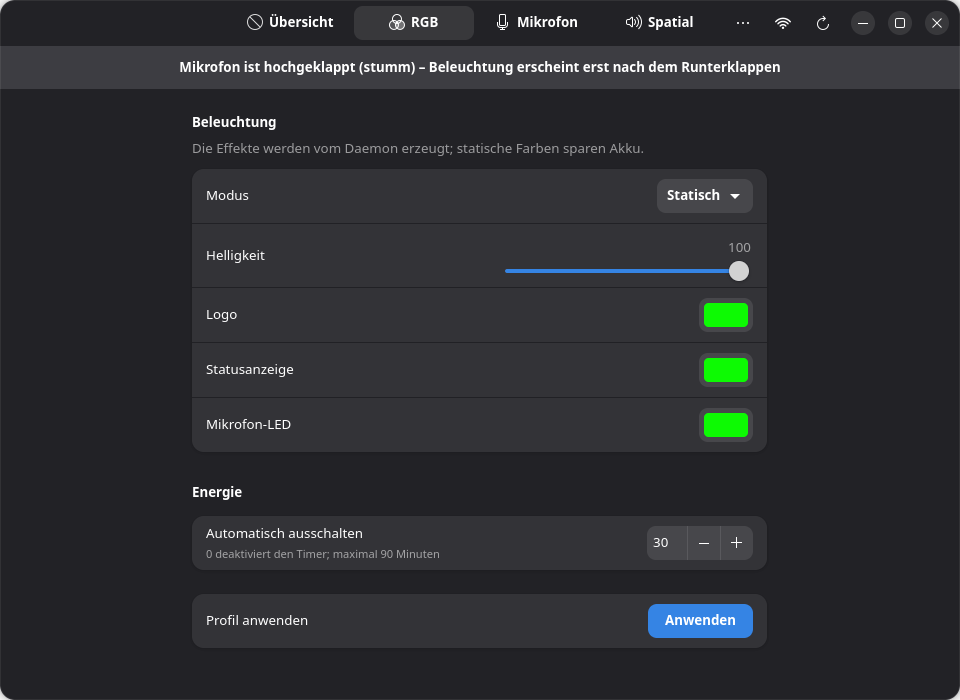 Übersicht
RGB
Mikrofon
Spatial
Mikrofon ist hochgeklappt (stumm) – Beleuchtung erscheint erst nach dem Runterklappen
Beleuchtung
Die Effekte werden vom Daemon erzeugt; statische Farben sparen Akku.
Modus
Statisch
Helligkeit
100
Logo
Statusanzeige
Mikrofon-LED
Energie
Automatisch ausschalten
0 deaktiviert den Timer; maximal 90 Minuten
30
Profil anwenden
Anwenden